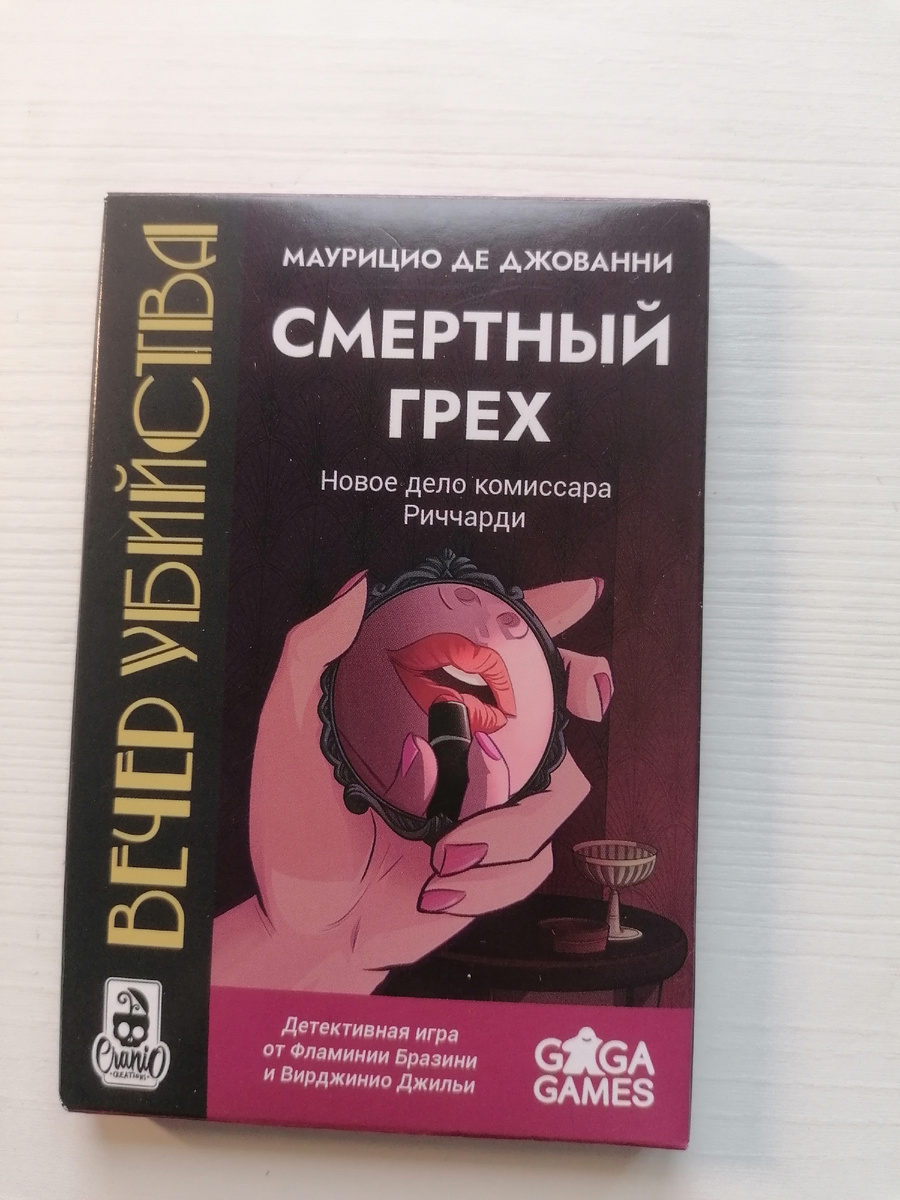 ВЕЧЕР УБИЙСТВА
МАУРИЦИО ДЕ ДЖОВАННИ
СМЕРТНЫЙ
ГРЕХ
Новое дело комиссара
Риччарди
Детективная игра
от Фламинии Бразини
и Вирджинио Джильи
Cranio
CREATIONS
GAGA
GAMES